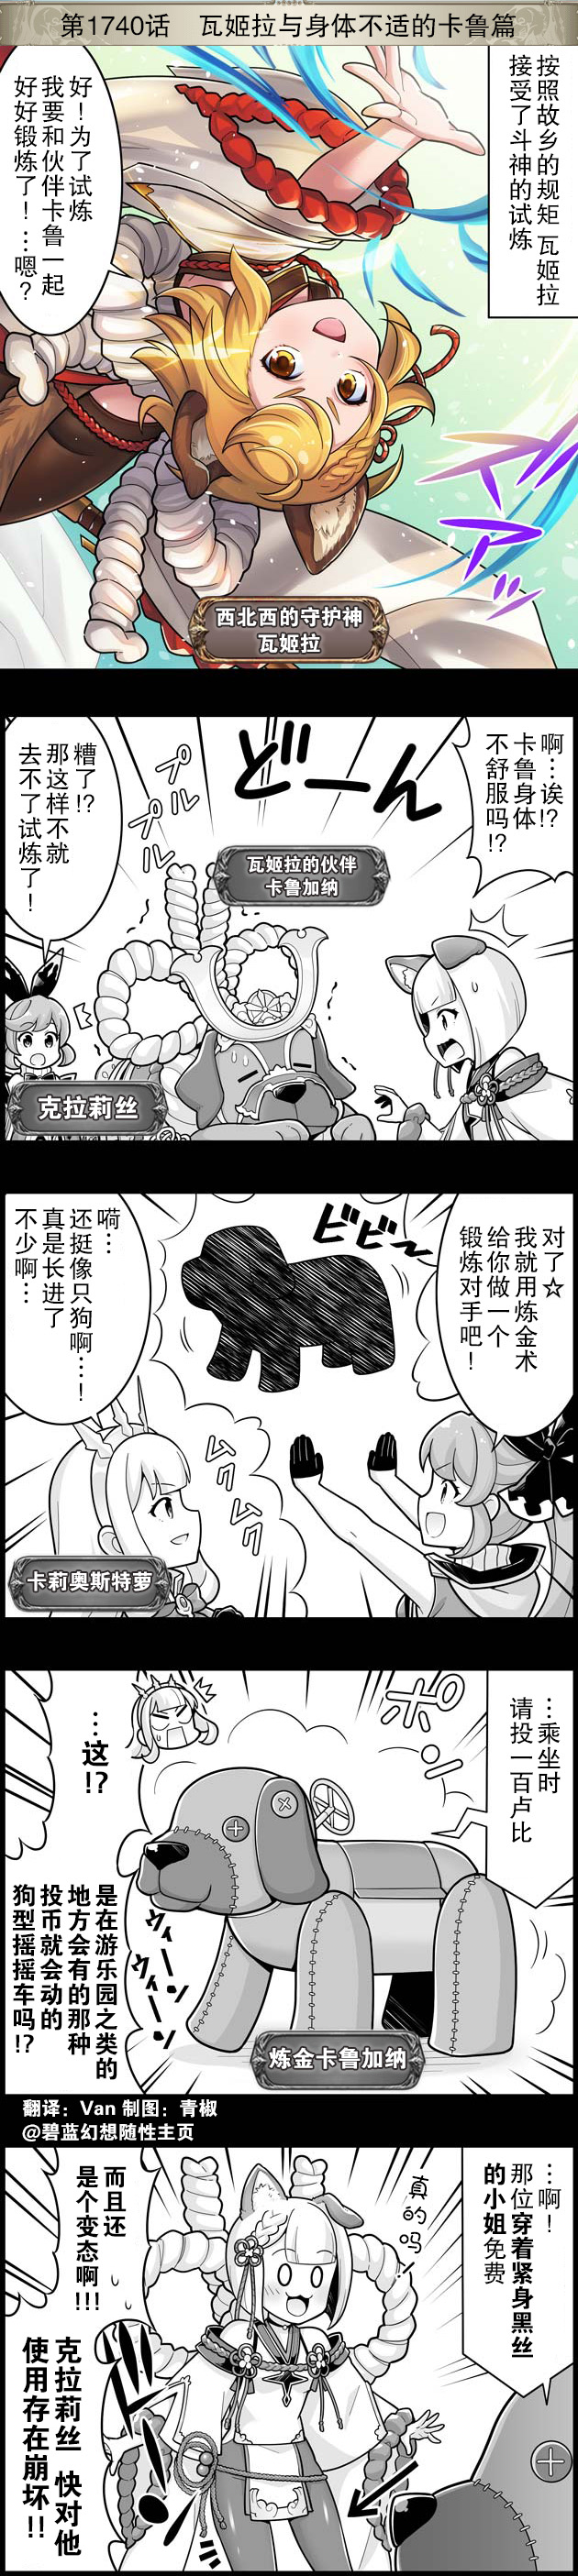 第1740话　瓦姬拉与身体不适的卡鲁篇
按照故乡的规矩 瓦姬拉
接受了斗神的试炼
好！为了试炼
我要和伙伴卡鲁一起
好好锻炼了！…嗯？
西北西的守护神
瓦姬拉
啊…诶!?
卡鲁身体
不舒服吗!?
どーん
プル
プル
瓦姬拉的伙伴
卡鲁加纳
糟了!?
那这样不就
去不了试炼了！
克拉莉丝
对了☆
我就用炼金术
给你做一个
锻炼对手吧！
ビビ～
嗬…
还挺像只狗啊…！
真是长进了
不少啊…
ムク
ムク
卡莉奥斯特萝
…乘坐时
请投一百卢比
ポン
…这!?
是在游乐园之类的
地方会有的那种
投币就会动的
狗型摇摇车吗!?
ウィーン
ウィーン
炼金卡鲁加纳
翻译：Van 制图：青椒
@碧蓝幻想随性主页
…啊！
那位穿着紧身黑丝
的小姐免费
真的吗
而且还
是个变态啊!!!
克拉莉丝 快对他
使用存在崩坏!!